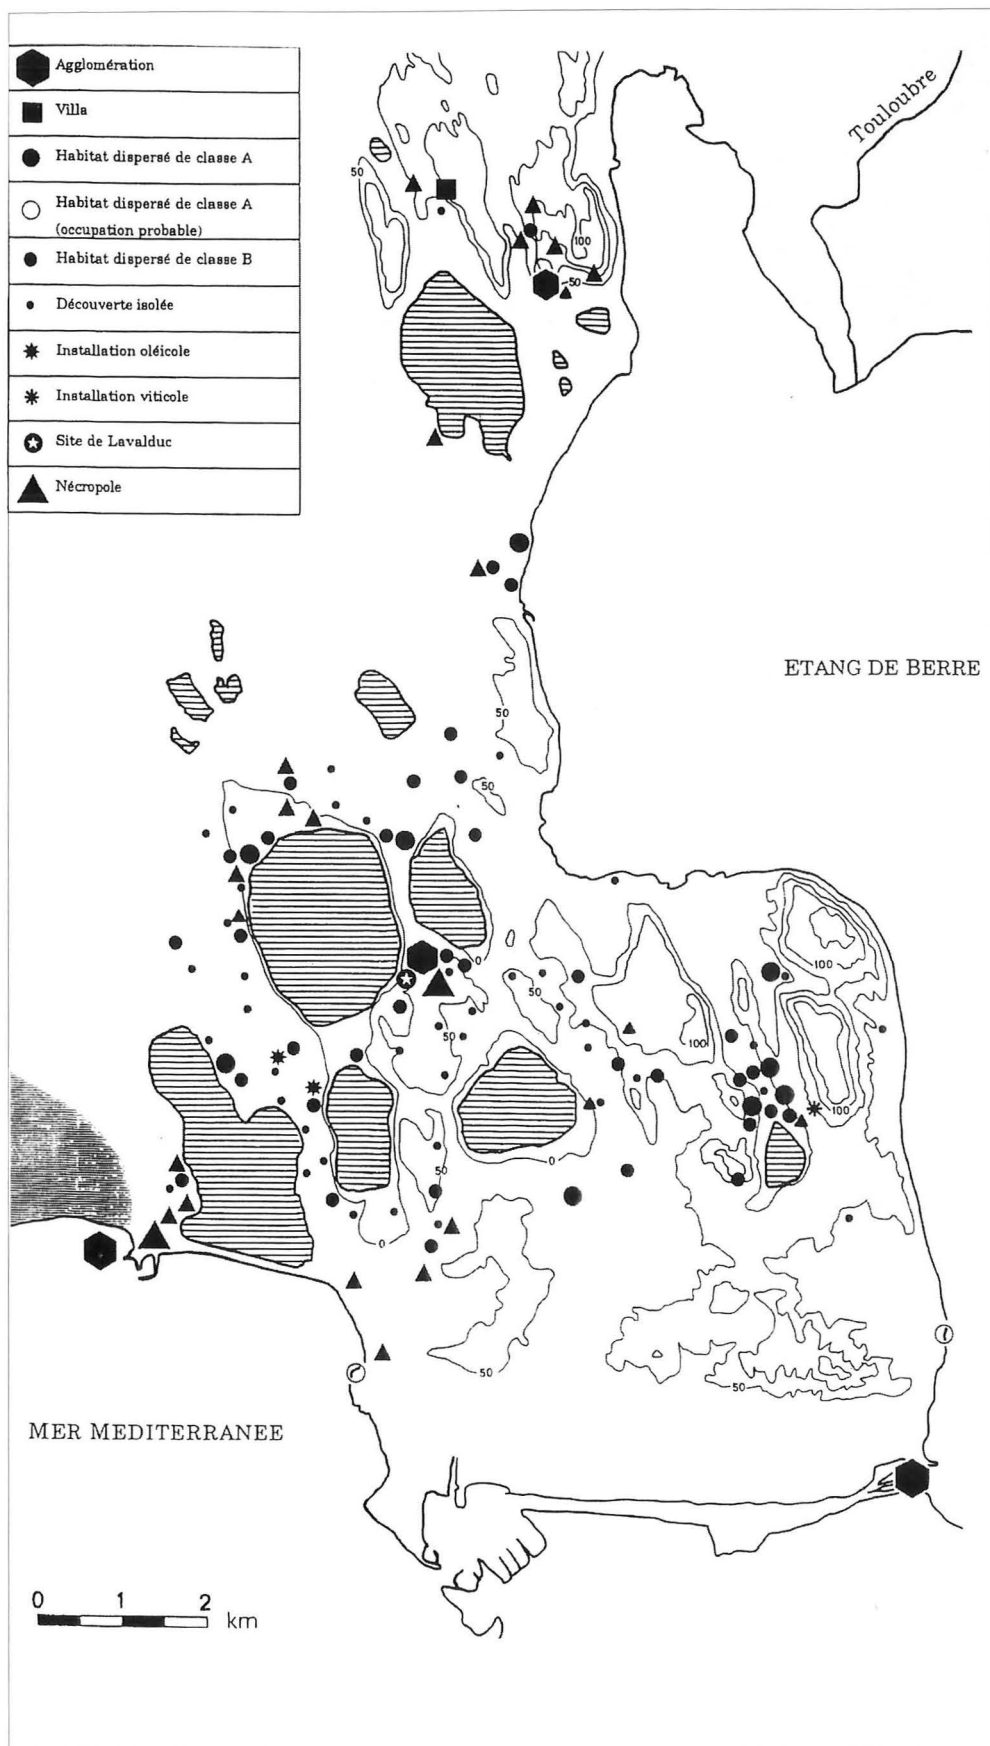 Agglomération
Villa
Habitat dispersé de classe A
Habitat dispersé de classe A
(occupation probable)
Habitat dispersé de classe B
Découverte isolée
Installation oléicole
Installation viticole
Site de Lavalduc
Nécropole
Touloubre
50
100
50
ETANG DE BERRE
50
50
100
0
50
50
100
100
0
50
0
50
50
MER MEDITERRANEE
0 1 2 km